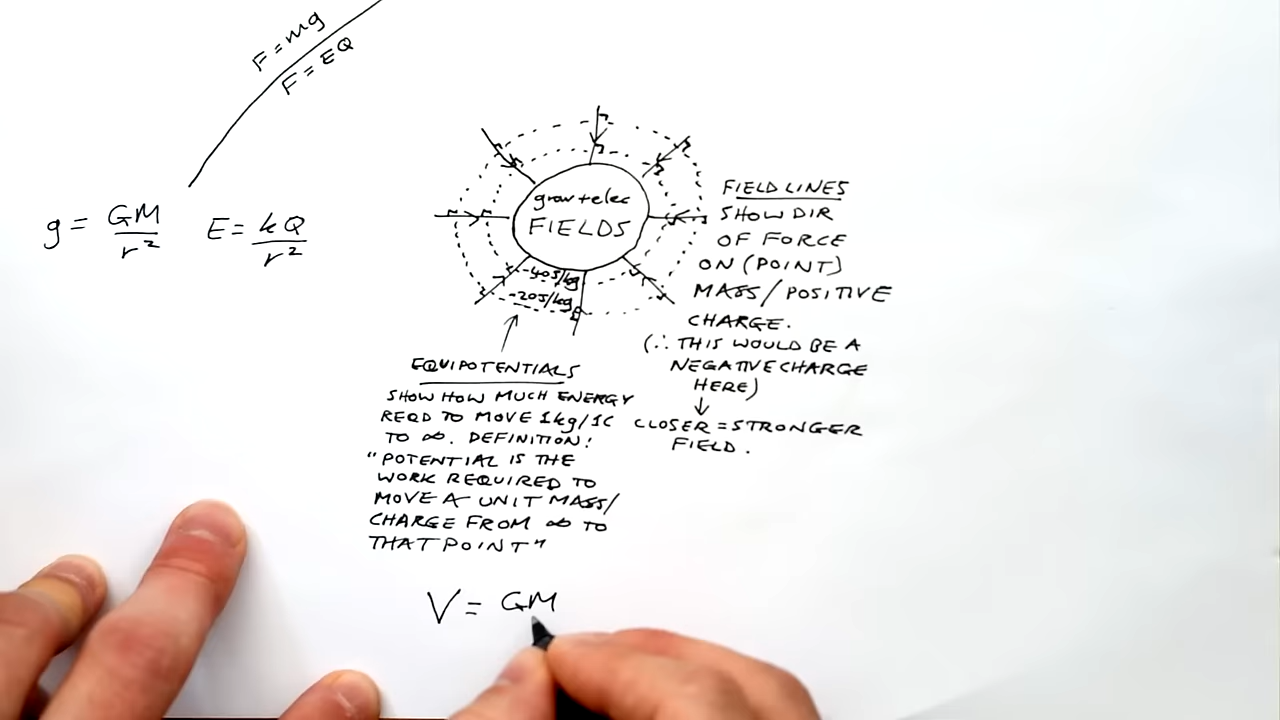 F = mg
F = EQ
g = GM/r²
E = kQ/r²
grav+elec
FIELDS
-40J/kg
-20J/kg
FIELD LINES
SHOW DIR
OF FORCE
ON (POINT)
MASS/POSITIVE
CHARGE.
(∴ THIS WOULD BE A
NEGATIVE CHARGE
HERE)
↓
CLOSER = STRONGER
FIELD.
EQUIPOTENTIALS
SHOW HOW MUCH ENERGY
REQD TO MOVE 1kg/1C
TO ∞. DEFINITION:
"POTENTIAL IS THE
WORK REQUIRED TO
MOVE A UNIT MASS/
CHARGE FROM ∞ TO
THAT POINT"
V = GM